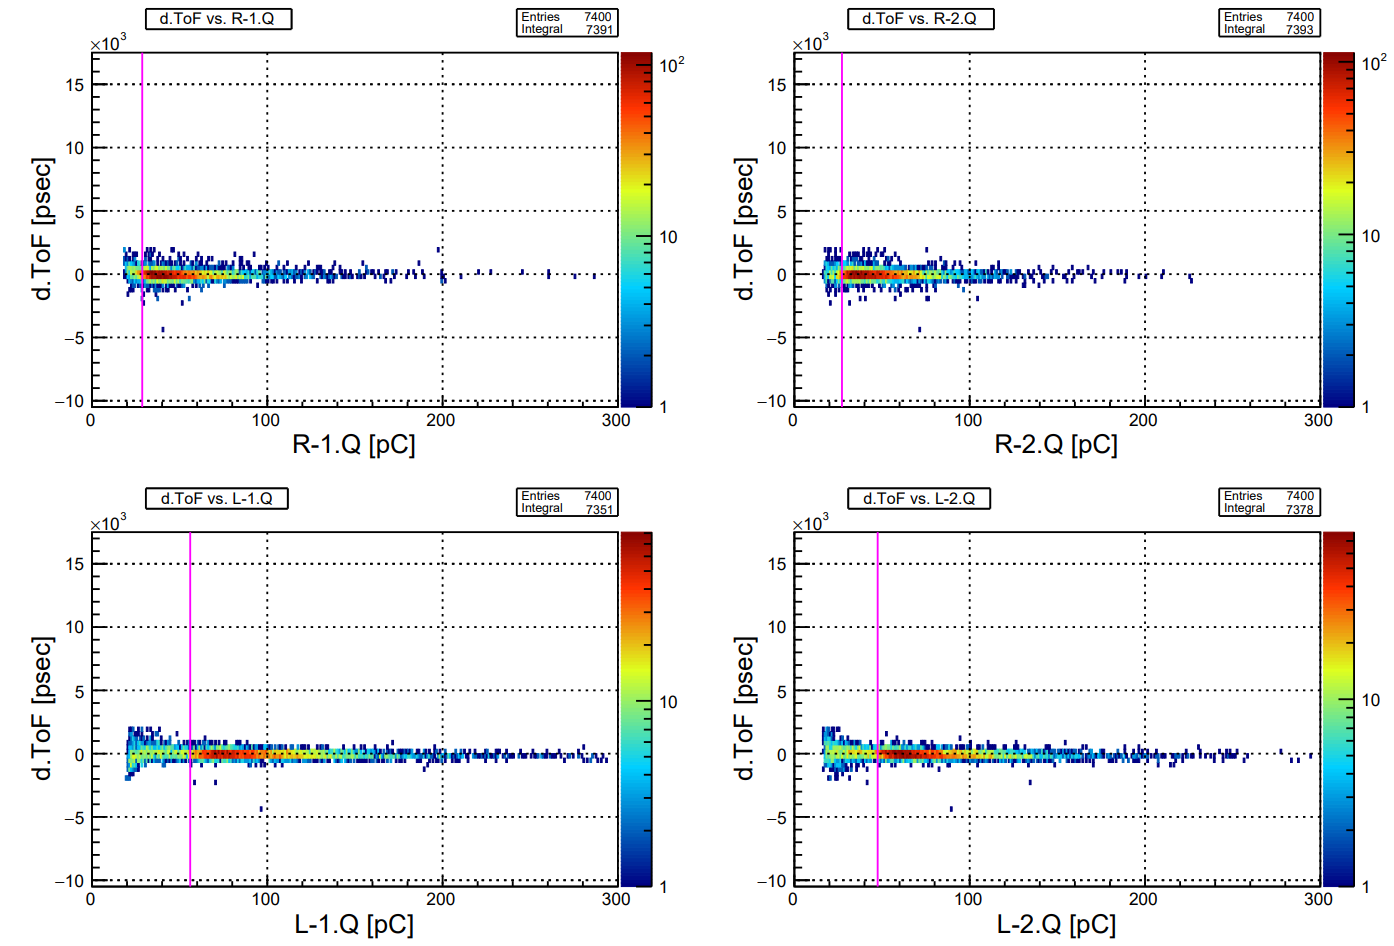 d.ToF vs. R-1.Q
Entries 7400
Integral 7391
×10³
15
10
5
0
−5
−10
d.ToF [psec]
0 100 200 300
R-1.Q [pC]
10²
10
1
d.ToF vs. R-2.Q
Entries 7400
Integral 7393
×10³
15
10
5
0
−5
−10
d.ToF [psec]
0 100 200 300
R-2.Q [pC]
10²
10
1
d.ToF vs. L-1.Q
Entries 7400
Integral 7351
×10³
15
10
5
0
−5
−10
d.ToF [psec]
0 100 200 300
L-1.Q [pC]
10
1
d.ToF vs. L-2.Q
Entries 7400
Integral 7378
×10³
15
10
5
0
−5
−10
d.ToF [psec]
0 100 200 300
L-2.Q [pC]
10
1